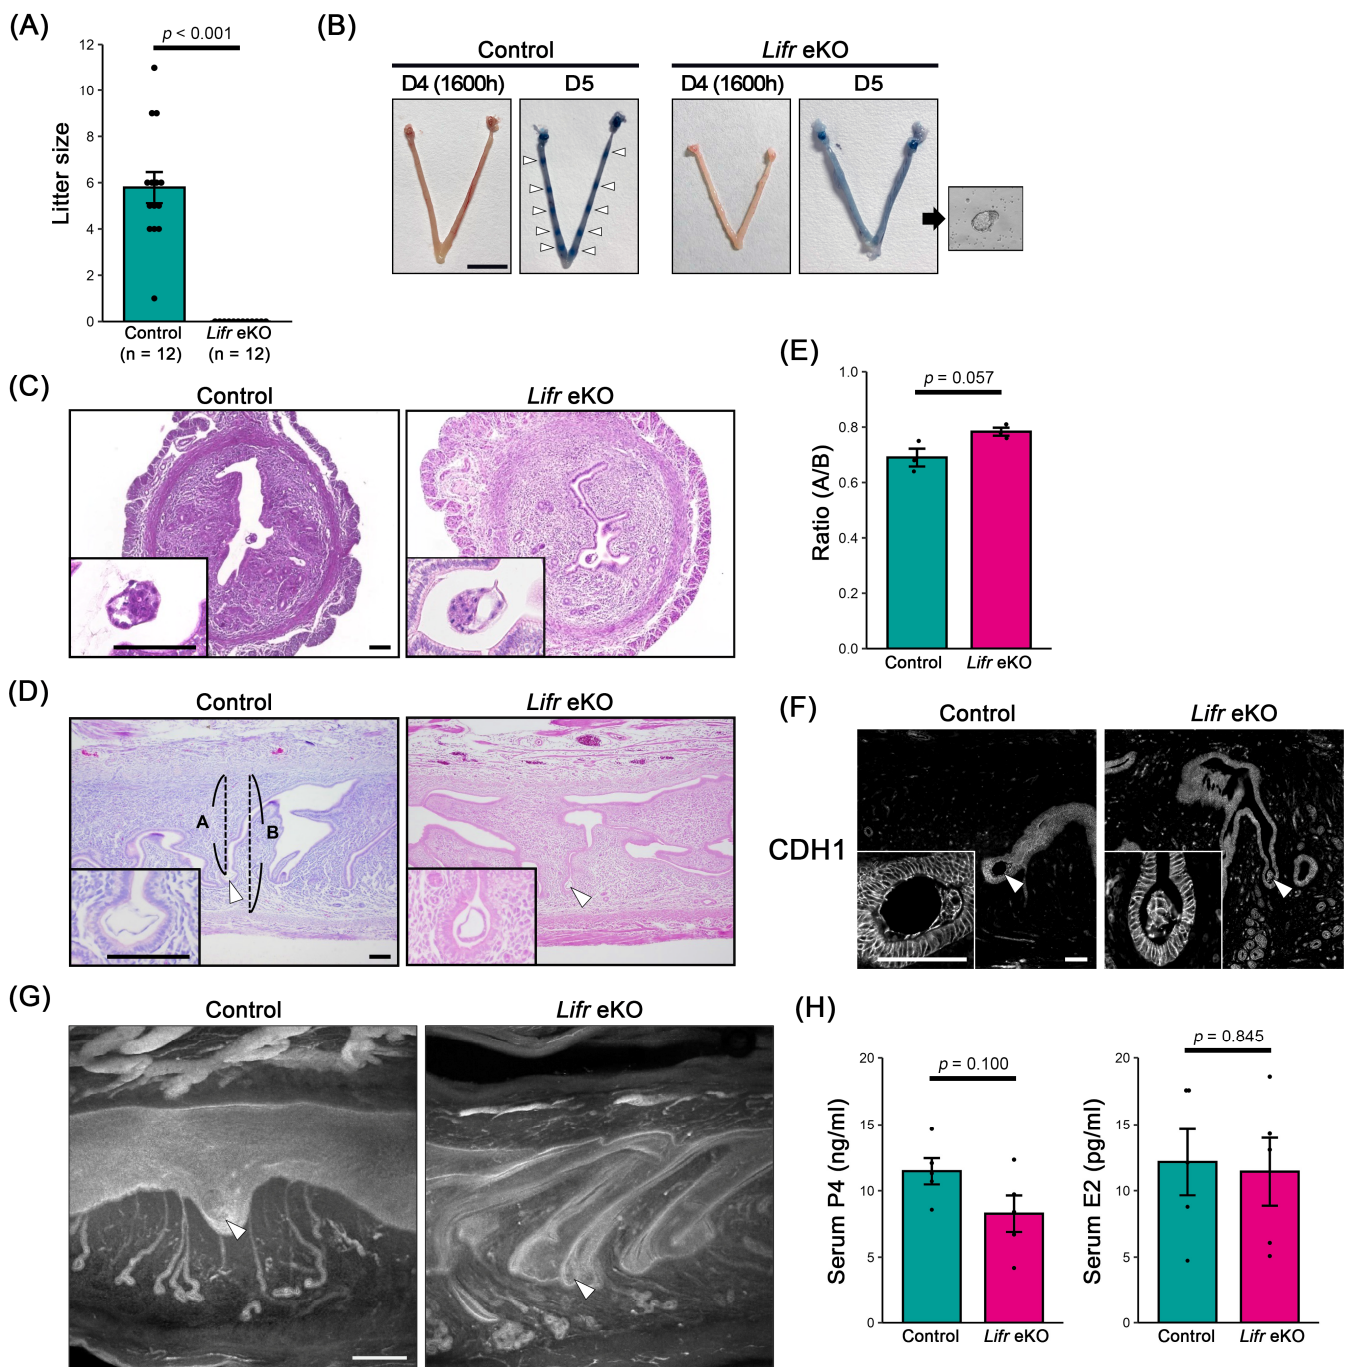 (A)
p < 0.001
12
10
8
6
4
2
0
Litter size
Control
(n = 12)
Lifr eKO
(n = 12)
(B)
Control
Lifr eKO
D4 (1600h)
D5
D4 (1600h)
D5
(C)
Control
Lifr eKO
(D)
Control
Lifr eKO
A
B
(E)
p = 0.057
1.0
0.8
0.6
0.4
0.2
0.0
Ratio (A/B)
Control
Lifr eKO
(F)
Control
Lifr eKO
CDH1
(G)
Control
Lifr eKO
(H)
p = 0.100
20
15
10
5
0
Serum P4 (ng/ml)
Control
Lifr eKO
p = 0.845
20
15
10
5
0
Serum E2 (pg/ml)
Control
Lifr eKO